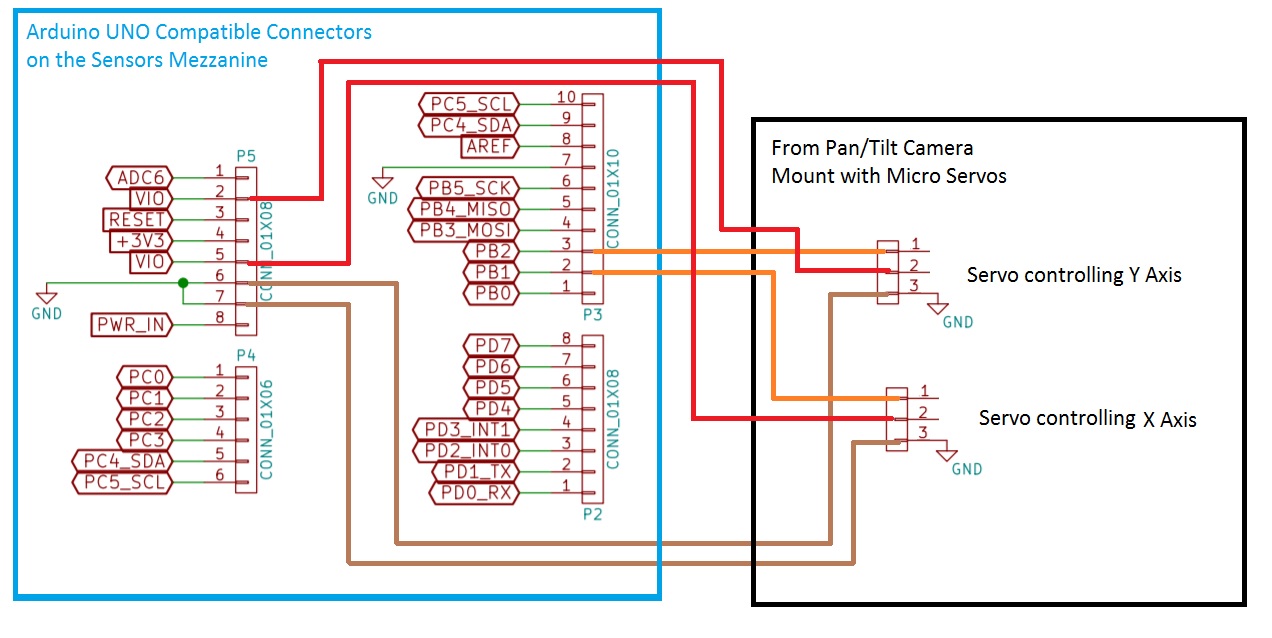 Arduino UNO Compatible Connectors
on the Sensors Mezzanine
P5
ADC6 1
VIO 2
RESET 3
+3V3 4
VIO 5
6
7
PWR_IN 8
CONN_01X08
GND
P4
PC0 1
PC1 2
PC2 3
PC3 4
PC4_SDA 5
PC5_SCL 6
CONN_01X06
PC5_SCL 10
PC4_SDA 9
AREF 8
7
GND
PB5_SCK 6
PB4_MISO 5
PB3_MOSI 4
PB2 3
PB1 2
PB0 1
CONN_01X10
P3
PD7 8
PD6 7
PD5 6
PD4 5
PD3_INT1 4
PD2_INT0 3
PD1_TX 2
PD0_RX 1
CONN_01X08
P2
From Pan/Tilt Camera
Mount with Micro Servos
1
2
3
GND
Servo controlling Y Axis
1
2
3
GND
Servo controlling X Axis